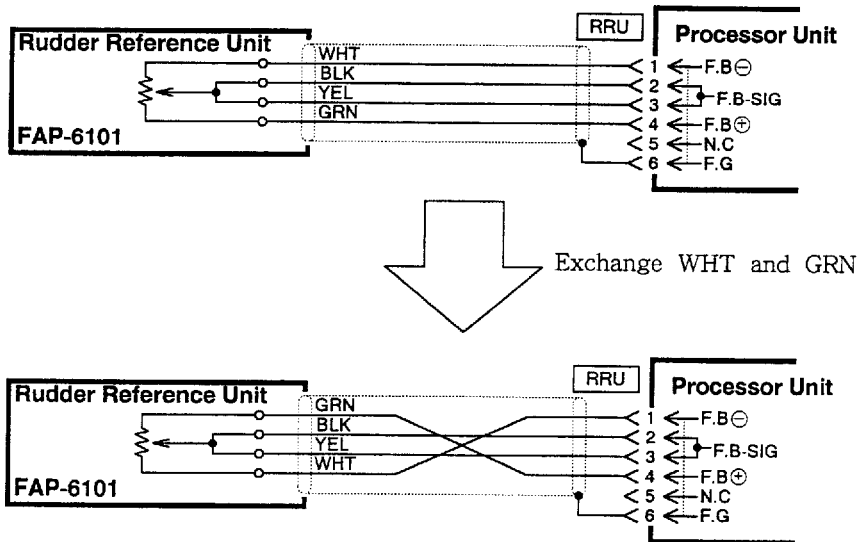 Rudder Reference Unit
WHT
BLK
YEL
GRN
FAP-6101
RRU
Processor Unit
1 F.B⊖
2
F.B-SIG
3
4 F.B⊕
5 N.C
6 F.G
Exchange WHT and GRN
Rudder Reference Unit
GRN
BLK
YEL
WHT
FAP-6101
RRU
Processor Unit
1 F.B⊖
2
F.B-SIG
3
4 F.B⊕
5 N.C
6 F.G